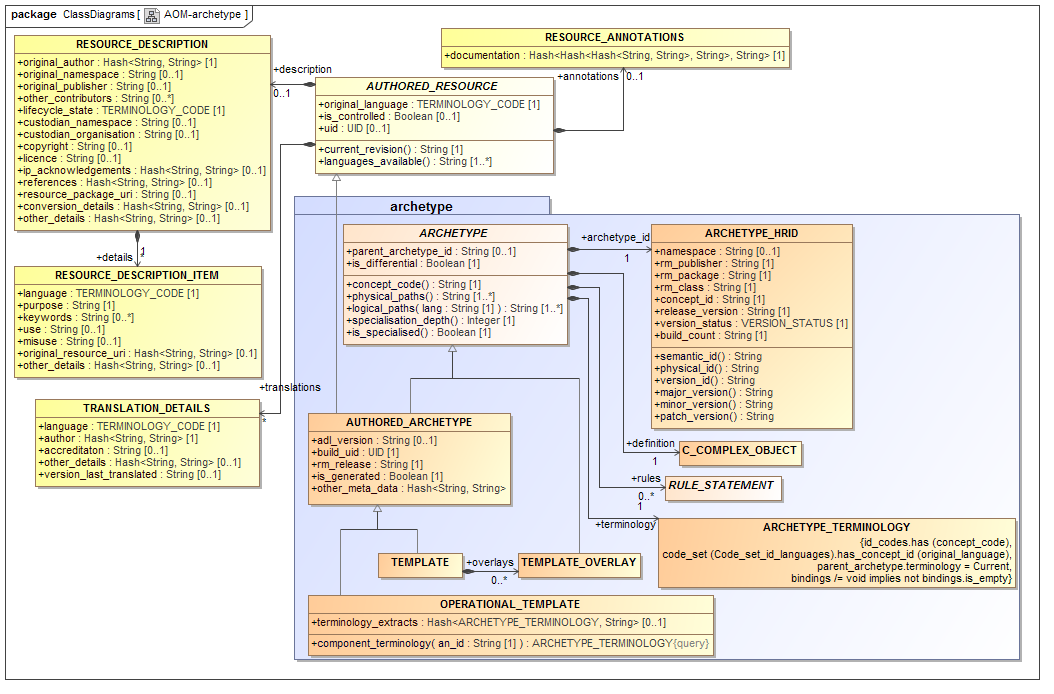 package ClassDiagrams [ AOM-archetype ]
RESOURCE_DESCRIPTION
+original_author : Hash<String, String> [1]
+original_namespace : String [0..1]
+original_publisher : String [0..1]
+other_contributors : String [0..*]
+lifecycle_state : TERMINOLOGY_CODE [1]
+custodian_namespace : String [0..1]
+custodian_organisation : String [0..1]
+copyright : String [0..1]
+licence : String [0..1]
+ip_acknowledgements : Hash<String, String> [0..1]
+references : Hash<String, String> [0..1]
+resource_package_uri : String [0..1]
+conversion_details : Hash<String, String> [0..1]
+other_details : Hash<String, String> [0..1]
RESOURCE_ANNOTATIONS
+documentation : Hash<Hash<Hash<String, String>, String>, String> [1]
+description
0..1
+annotations
0..1
AUTHORED_RESOURCE
+original_language : TERMINOLOGY_CODE [1]
+is_controlled : Boolean [0..1]
+uid : UID [0..1]
+current_revision() : String [1]
+languages_available() : String [1..*]
+details
1
RESOURCE_DESCRIPTION_ITEM
+language : TERMINOLOGY_CODE [1]
+purpose : String [1]
+keywords : String [0..*]
+use : String [0..1]
+misuse : String [0..1]
+original_resource_uri : Hash<String, String> [0.1]
+other_details : Hash<String, String> [0..1]
+translations
*
TRANSLATION_DETAILS
+language : TERMINOLOGY_CODE [1]
+author : Hash<String, String> [1]
+accreditaton : String [0..1]
+other_details : Hash<String, String> [0..1]
+version_last_translated : String [0..1]
archetype
ARCHETYPE
+parent_archetype_id : String [0..1]
+is_differential : Boolean [1]
+concept_code() : String [1]
+physical_paths() : String [1..*]
+logical_paths( lang : String [1] ) : String [1..*]
+specialisation_depth() : Integer [1]
+is_specialised() : Boolean [1]
+archetype_id
1
ARCHETYPE_HRID
+namespace : String [0..1]
+rm_publisher : String [1]
+rm_package : String [1]
+rm_class : String [1]
+concept_id : String [1]
+release_version : String [1]
+version_status : VERSION_STATUS [1]
+build_count : String [1]
+semantic_id() : String
+physical_id() : String
+version_id() : String
+major_version() : String
+minor_version() : String
+patch_version() : String
AUTHORED_ARCHETYPE
+adl_version : String [0..1]
+build_uid : UID [1]
+rm_release : String [1]
+is_generated : Boolean [1]
+other_meta_data : Hash<String, String>
+definition
1
C_COMPLEX_OBJECT
+rules
0..*
RULE_STATEMENT
1
+terminology
ARCHETYPE_TERMINOLOGY
{id_codes.has (concept_code),
code_set (Code_set_id_languages).has_concept_id (original_language),
parent_archetype.terminology = Current,
bindings /= void implies not bindings.is_empty}
TEMPLATE
+overlays
0..*
TEMPLATE_OVERLAY
OPERATIONAL_TEMPLATE
+terminology_extracts : Hash<ARCHETYPE_TERMINOLOGY, String> [0..1]
+component_terminology( an_id : String [1] ) : ARCHETYPE_TERMINOLOGY{query}